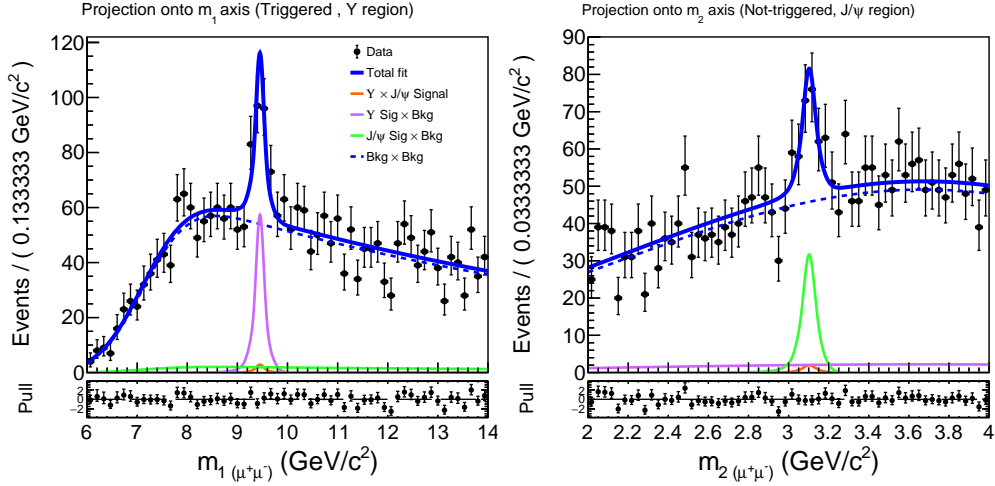 Projection onto m1 axis (Triggered , Y region)
Events / ( 0.133333 GeV/c²)
120
100
80
60
40
20
0
Data
Total fit
Υ × J/ψ Signal
Υ Sig × Bkg
J/ψ Sig × Bkg
Bkg × Bkg
Pull
2
0
−2
6 7 8 9 10 11 12 13 14
m1 (μ⁺μ⁻) (GeV/c²)
Projection onto m2 axis (Not-triggered, J/ψ region)
Events / ( 0.0333333 GeV/c²)
90
80
70
60
50
40
30
20
10
0
Pull
2
0
−2
2 2.2 2.4 2.6 2.8 3 3.2 3.4 3.6 3.8 4
m2 (μ⁺μ⁻) (GeV/c²)